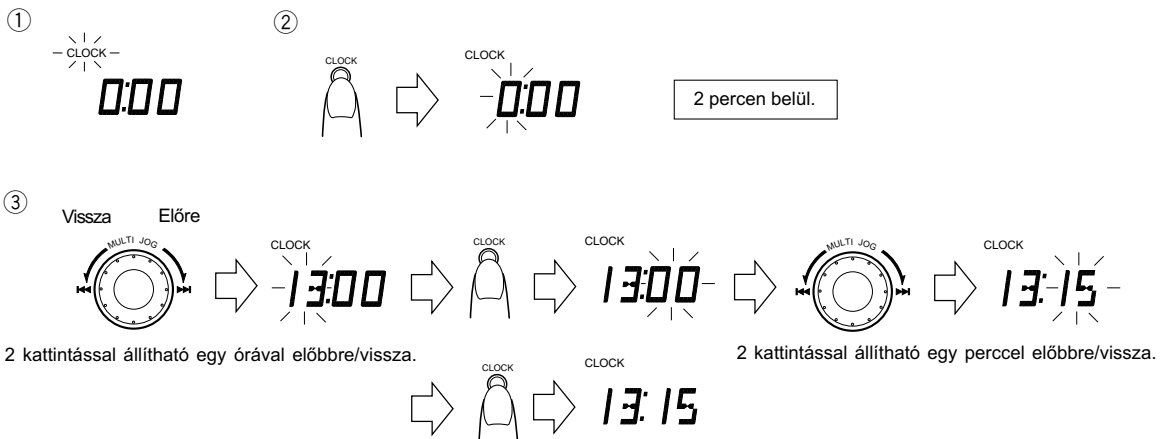 ①
CLOCK
0:00
②
CLOCK
CLOCK
0:00
2 percen belül.
③
Vissza Előre
MULTI JOG
CLOCK
13:00
CLOCK
CLOCK
13:00
MULTI JOG
CLOCK
13:15
2 kattintással állítható egy órával előbbre/vissza.
2 kattintással állítható egy perccel előbbre/vissza.
CLOCK
CLOCK
13:15